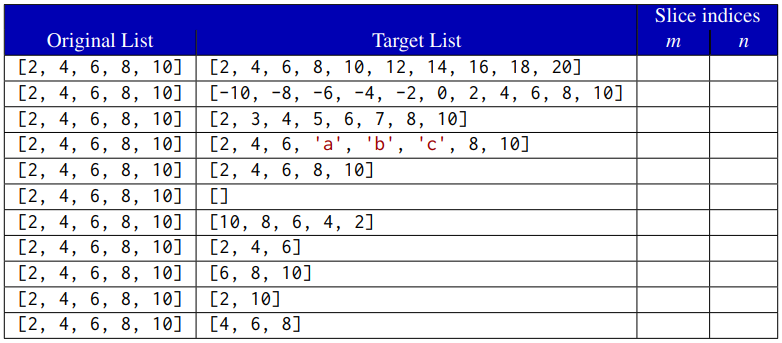 Slice indices
Original List Target List m n
[2, 4, 6, 8, 10] [2, 4, 6, 8, 10, 12, 14, 16, 18, 20]
[2, 4, 6, 8, 10] [-10, -8, -6, -4, -2, 0, 2, 4, 6, 8, 10]
[2, 4, 6, 8, 10] [2, 3, 4, 5, 6, 7, 8, 10]
[2, 4, 6, 8, 10] [2, 4, 6, 'a', 'b', 'c', 8, 10]
[2, 4, 6, 8, 10] [2, 4, 6, 8, 10]
[2, 4, 6, 8, 10] []
[2, 4, 6, 8, 10] [10, 8, 6, 4, 2]
[2, 4, 6, 8, 10] [2, 4, 6]
[2, 4, 6, 8, 10] [6, 8, 10]
[2, 4, 6, 8, 10] [2, 10]
[2, 4, 6, 8, 10] [4, 6, 8]